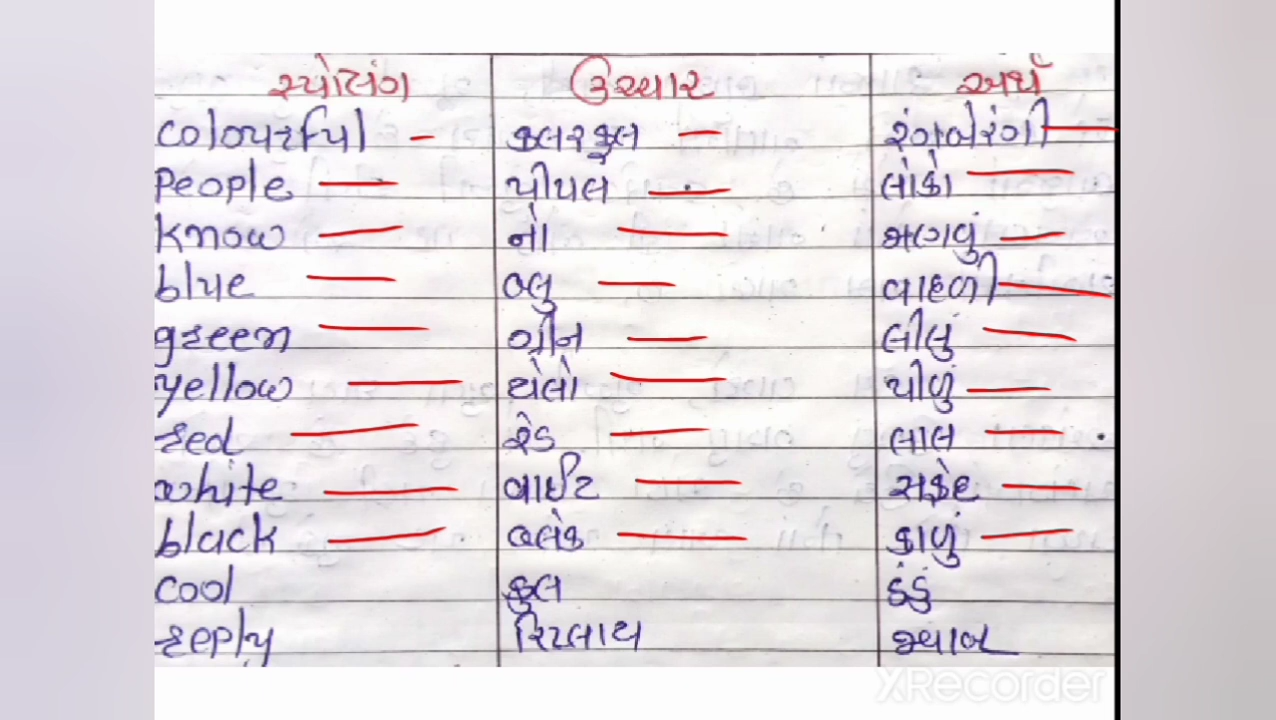 સ્પેલિંગ ઉચ્ચાર અર્થ
colourful કલરફુલ રંગબેરંગી
people પીપલ લોકો
know નો જાણવું
blue બ્લુ વાદળી
green ગ્રીન લીલું
yellow યેલો પીળું
red રેડ લાલ
white વાઈટ સફેદ
black બ્લેક કાળું
cool કુલ ઠંડું
reply રિપ્લાય જવાબ
XRecorder